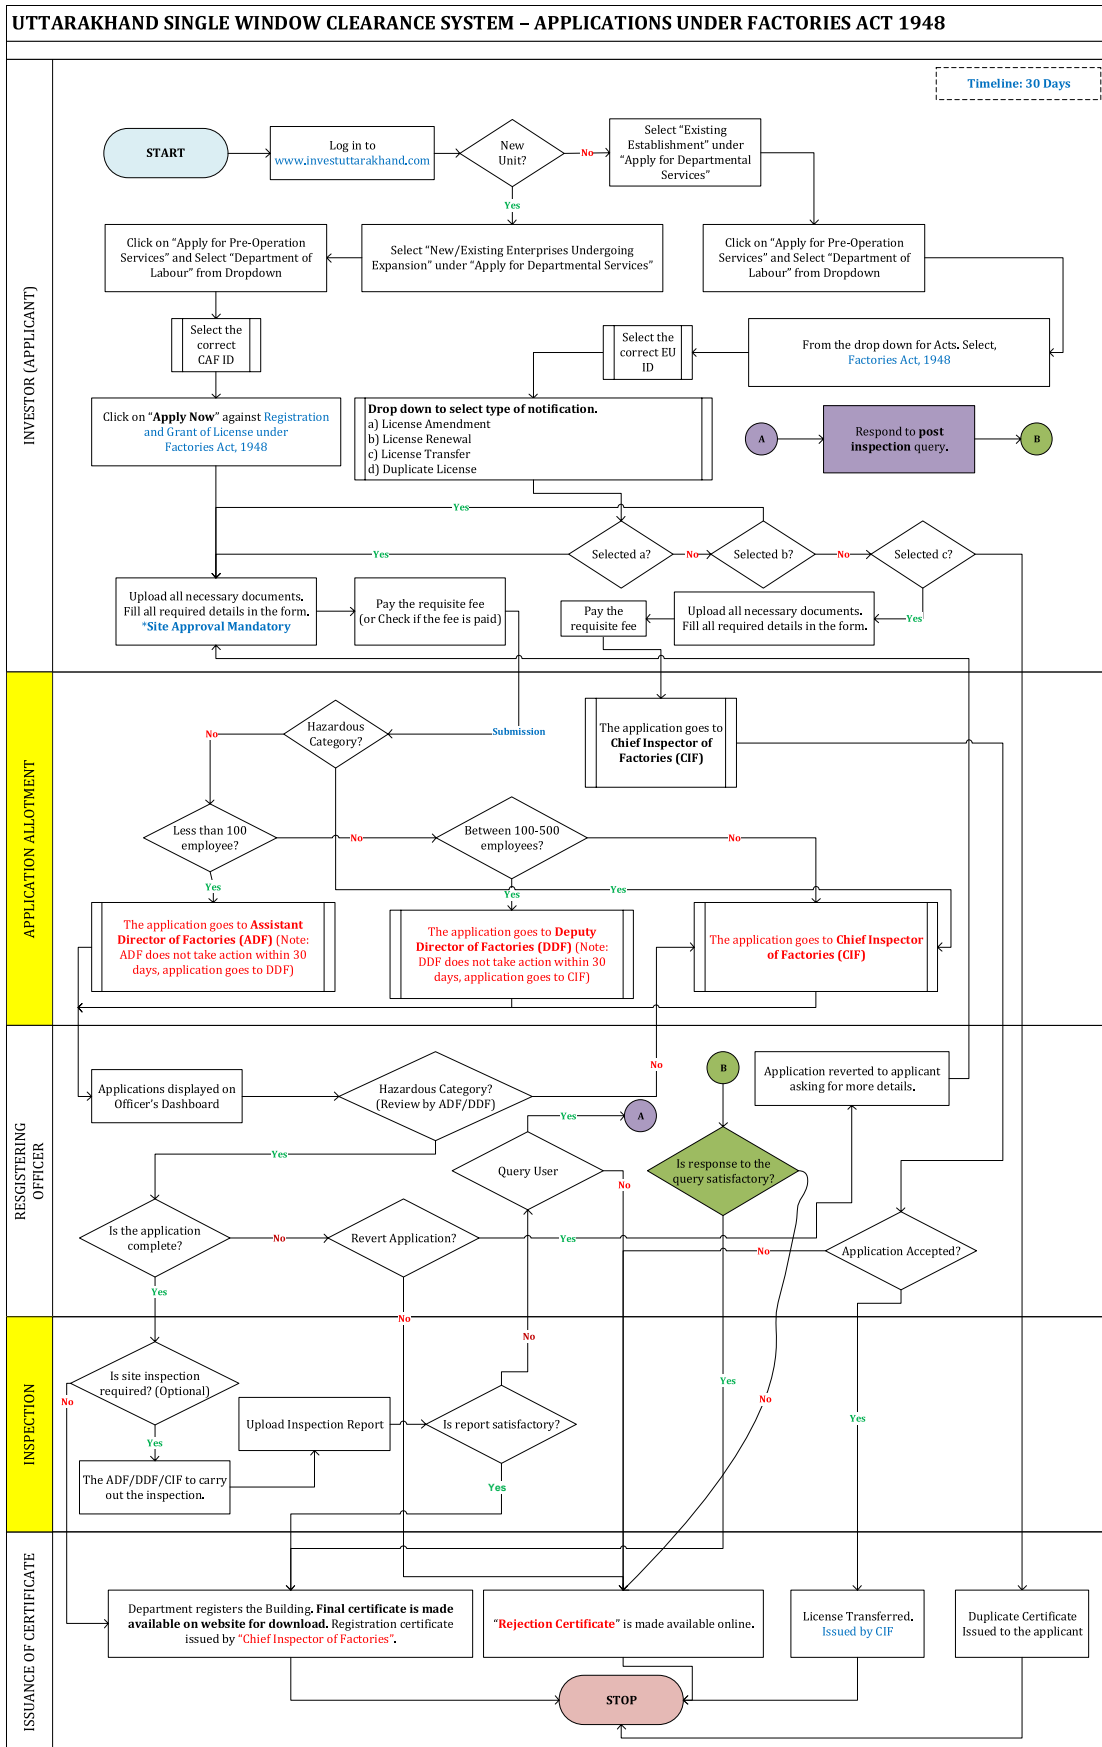 UTTARAKHAND SINGLE WINDOW CLEARANCE SYSTEM – APPLICATIONS UNDER FACTORIES ACT 1948
INVESTOR (APPLICANT)
Timeline: 30 Days
START
Log in to
www.investuttarakhand.com
New
Unit?
No
Select “Existing
Establishment” under
“Apply for Departmental
Services”
Yes
Click on “Apply for Pre-Operation
Services” and Select “Department of
Labour” from Dropdown
Select “New/Existing Enterprises Undergoing
Expansion” under “Apply for Departmental Services”
Click on “Apply for Pre-Operation
Services” and Select “Department of
Labour” from Dropdown
Select the
correct
CAF ID
Select the
correct EU
ID
From the drop down for Acts. Select,
Factories Act, 1948
Click on “Apply Now” against Registration
and Grant of License under
Factories Act, 1948
Drop down to select type of notification.
a) License Amendment
b) License Renewal
c) License Transfer
d) Duplicate License
A
Respond to post
inspection query.
B
Yes
Yes
Selected a?
No
Selected b?
No
Selected c?
Upload all necessary documents.
Fill all required details in the form.
*Site Approval Mandatory
Pay the requisite fee
(or Check if the fee is paid)
Pay the
requisite fee
Upload all necessary documents.
Fill all required details in the form.
Yes
APPLICATION ALLOTMENT
No
Hazardous
Category?
Submission
The application goes to
Chief Inspector of
Factories (CIF)
Less than 100
employee?
No
Between 100-500
employees?
No
Yes
Yes
Yes
The application goes to Assistant
Director of Factories (ADF) (Note:
ADF does not take action within 30
days, application goes to DDF)
The application goes to Deputy
Director of Factories (DDF) (Note:
DDF does not take action within 30
days, application goes to CIF)
The application goes to Chief Inspector
of Factories (CIF)
RESGISTERING
OFFICER
Applications displayed on
Officer’s Dashboard
Hazardous Category?
(Review by ADF/DDF)
No
B
Application reverted to applicant
asking for more details.
Yes
A
Yes
Query User
No
Is response to the
query satisfactory?
Is the application
complete?
No
Revert Application?
Yes
No
Application Accepted?
Yes
No
INSPECTION
No
Is site inspection
required? (Optional)
No
Yes
No
Upload Inspection Report
Is report satisfactory?
Yes
Yes
The ADF/DDF/CIF to carry
out the inspection.
Yes
ISSUANCE OF CERTIFICATE
Department registers the Building. Final certificate is made
available on website for download. Registration certificate
issued by “Chief Inspector of Factories”.
“Rejection Certificate” is made available online.
License Transferred.
Issued by CIF
Duplicate Certificate
Issued to the applicant
STOP